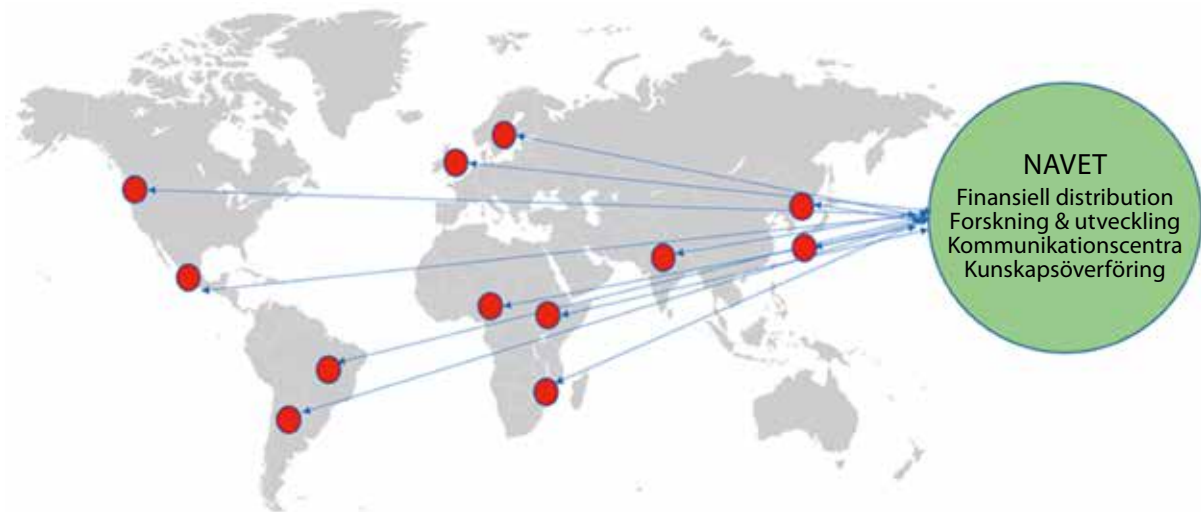 NAVET
Finansiell distribution
Forskning & utveckling
Kommunikationscentra
Kunskapsöverföring